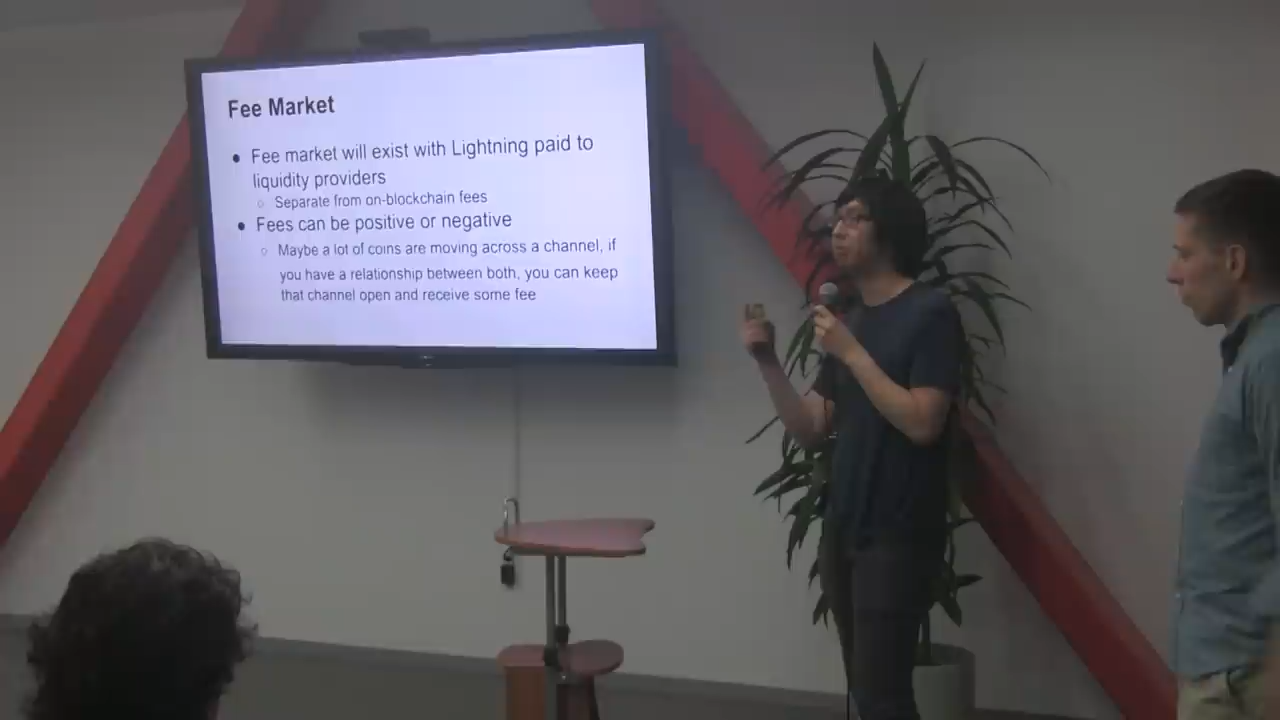 Fee Market
● Fee market will exist with Lightning paid to
liquidity providers
○ Separate from on-blockchain fees
● Fees can be positive or negative
○ Maybe a lot of coins are moving across a channel, if
you have a relationship between both, you can keep
that channel open and receive some fee